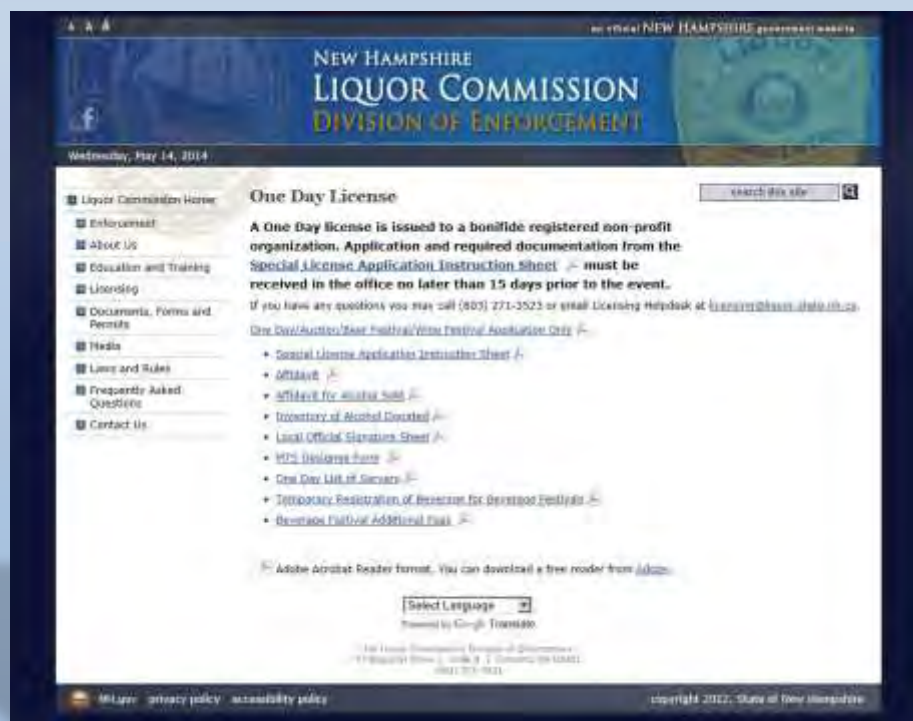 A A A
an official NEW HAMPSHIRE government website
NEW HAMPSHIRE
LIQUOR COMMISSION
DIVISION OF ENFORCEMENT
f
Wednesday, May 14, 2014
search this site
Liquor Commission Home
Enforcement
About Us
Education and Training
Licensing
Documents, Forms and
Permits
Media
Laws and Rules
Frequently Asked
Questions
Contact Us
One Day License
A One Day license is issued to a bonifide registered non-profit
organization. Application and required documentation from the
Special License Application Instruction Sheet must be
received in the office no later than 15 days prior to the event.
If you have any questions you may call (603) 271-3523 or email Licensing Helpdesk at
One Day/Auction/Beer Festival/Wine Festival Application Only
• Special License Application Instruction Sheet
• Affidavit
• Affidavit for Alcohol Sold
• Inventory of Alcohol Donated
• Local Official Signature Sheet
• MTS Designee Form
• One Day List of Servers
• Temporary Registration of Beverage for Beverage Festivals
• Beverage Festival Additional Fees
Adobe Acrobat Reader format. You can download a free reader from Adobe.
Select Language
Powered by Google Translate
NH.gov privacy policy accessibility policy
copyright 2012. State of New Hampshire